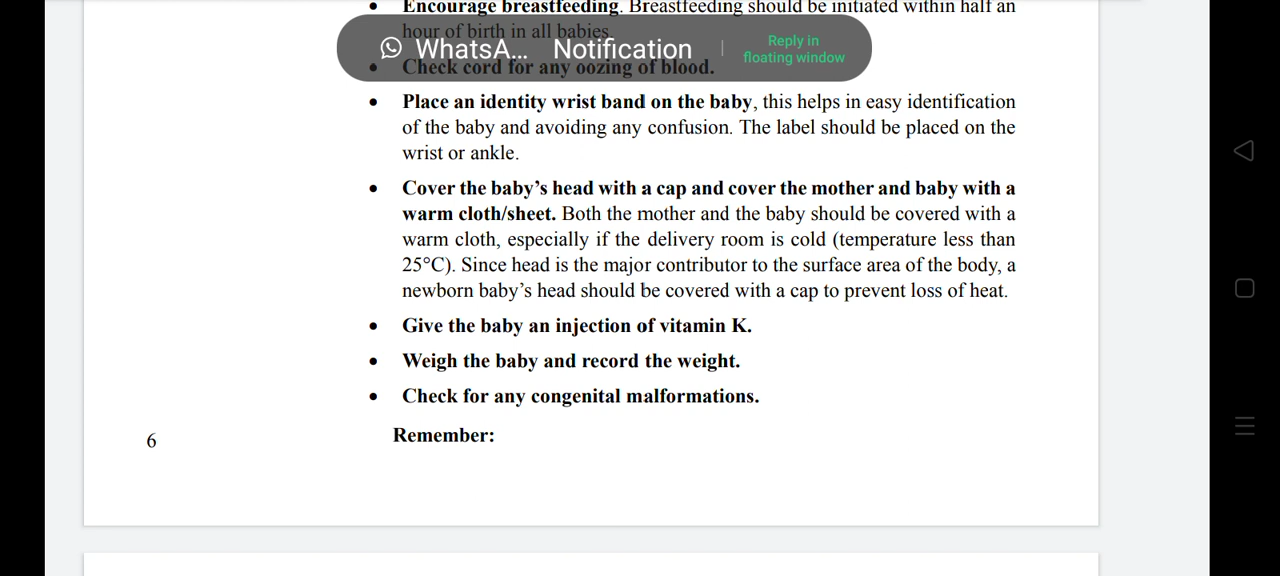 • Encourage breastfeeding. Breastfeeding should be initiated within half an
hour of birth in all babies.
WhatsA... Notification | Reply in
floating window
• Check cord for any oozing of blood.
• Place an identity wrist band on the baby, this helps in easy identification
of the baby and avoiding any confusion. The label should be placed on the
wrist or ankle.
• Cover the baby's head with a cap and cover the mother and baby with a
warm cloth/sheet. Both the mother and the baby should be covered with a
warm cloth, especially if the delivery room is cold (temperature less than
25°C). Since head is the major contributor to the surface area of the body, a
newborn baby's head should be covered with a cap to prevent loss of heat.
• Give the baby an injection of vitamin K.
• Weigh the baby and record the weight.
• Check for any congenital malformations.
Remember:
6